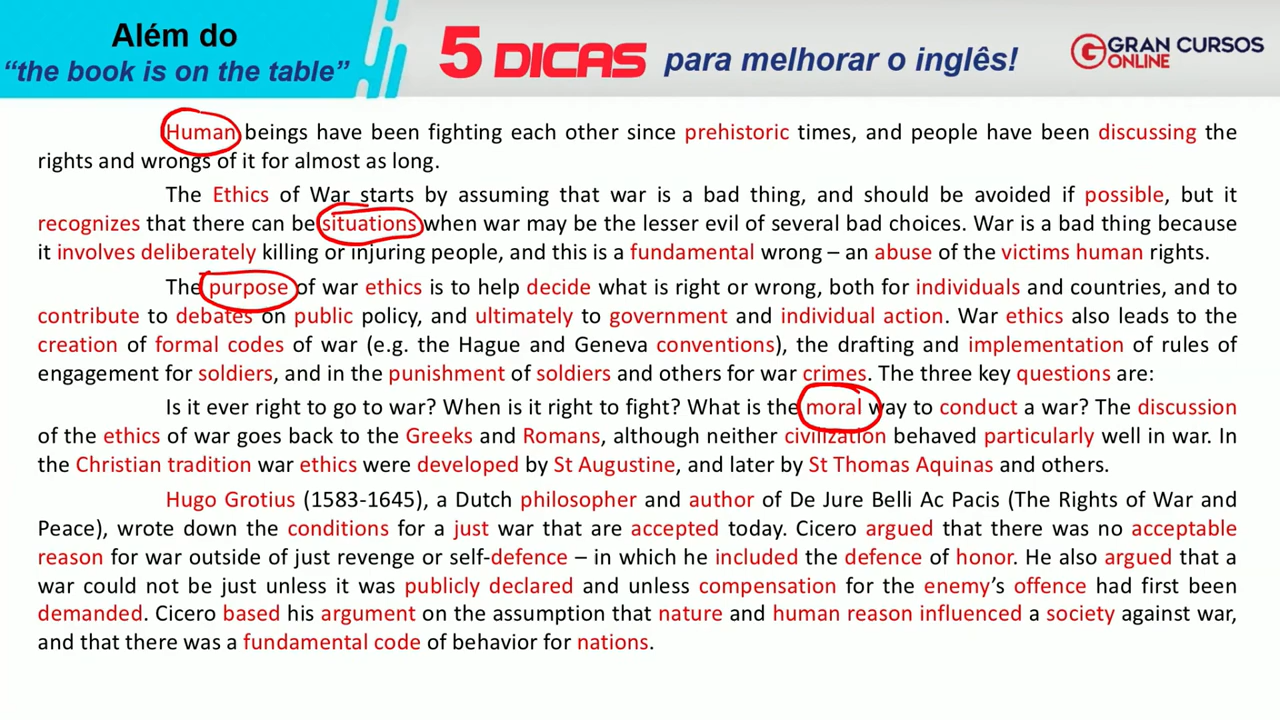 Além do
“the book is on the table”
5 DICAS para melhorar o inglês!
GRAN CURSOS
ONLINE
Human beings have been fighting each other since prehistoric times, and people have been discussing the
rights and wrongs of it for almost as long.
The Ethics of War starts by assuming that war is a bad thing, and should be avoided if possible, but it
recognizes that there can be situations when war may be the lesser evil of several bad choices. War is a bad thing because
it involves deliberately killing or injuring people, and this is a fundamental wrong – an abuse of the victims human rights.
The purpose of war ethics is to help decide what is right or wrong, both for individuals and countries, and to
contribute to debates on public policy, and ultimately to government and individual action. War ethics also leads to the
creation of formal codes of war (e.g. the Hague and Geneva conventions), the drafting and implementation of rules of
engagement for soldiers, and in the punishment of soldiers and others for war crimes. The three key questions are:
Is it ever right to go to war? When is it right to fight? What is the moral way to conduct a war? The discussion
of the ethics of war goes back to the Greeks and Romans, although neither civilization behaved particularly well in war. In
the Christian tradition war ethics were developed by St Augustine, and later by St Thomas Aquinas and others.
Hugo Grotius (1583-1645), a Dutch philosopher and author of De Jure Belli Ac Pacis (The Rights of War and
Peace), wrote down the conditions for a just war that are accepted today. Cicero argued that there was no acceptable
reason for war outside of just revenge or self-defense – in which he included the defence of honor. He also argued that a
war could not be just unless it was publicly declared and unless compensation for the enemy’s offence had first been
demanded. Cicero based his argument on the assumption that nature and human reason influenced a society against war,
and that there was a fundamental code of behavior for nations.